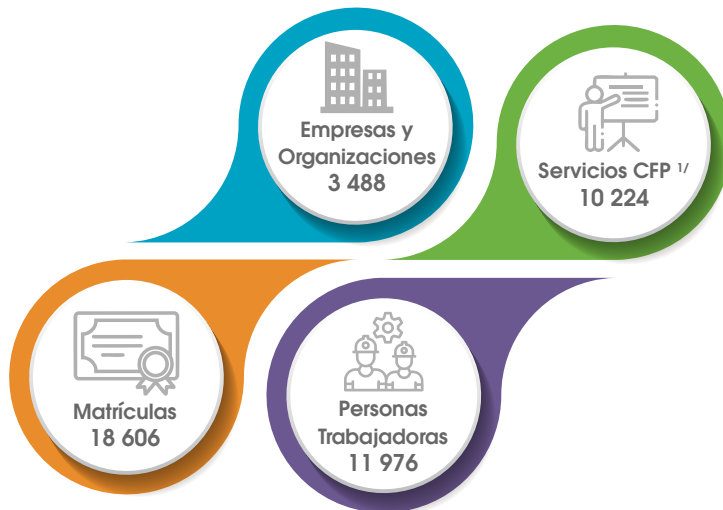 Empresas y
Organizaciones
3 488
Servicios CFP 1/
10 224
Matrículas
18 606
Personas
Trabajadoras
11 976